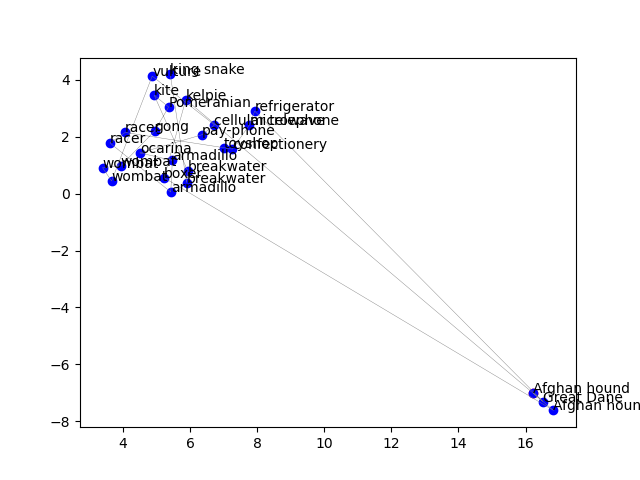 king snake
vulture
kite
kelpie
Pomeranian
refrigerator
cellular telephone
microwave
racer
gong
pay-phone
racer
toyshop
confectionery
ocarina
armadillo
wombat
wombat
breakwater
boxer
wombat
breakwater
armadillo
Afghan hound
Great Dane
Afghan houn
4
2
0
−2
−4
−6
−8
4
6
8
10
12
14
16